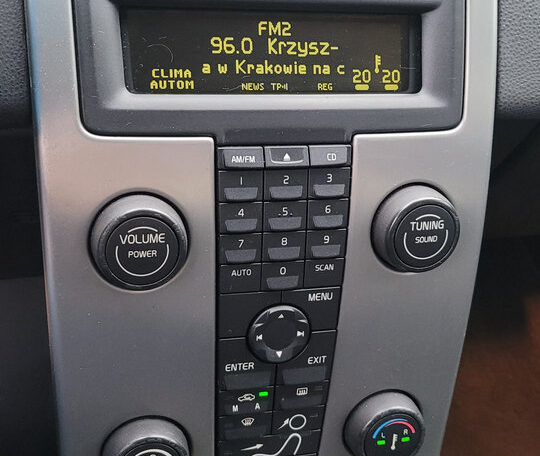 FM2
96.0 Krzysz-
a w Krakowie na c
CLIMA
AUTOM
NEWS TP REG
20 20
AM/FM CD
1 2 3
4 5 6
7 8 9
AUTO 0 SCAN
VOLUME
POWER
TUNING
SOUND
MENU
ENTER EXIT
M A
L R